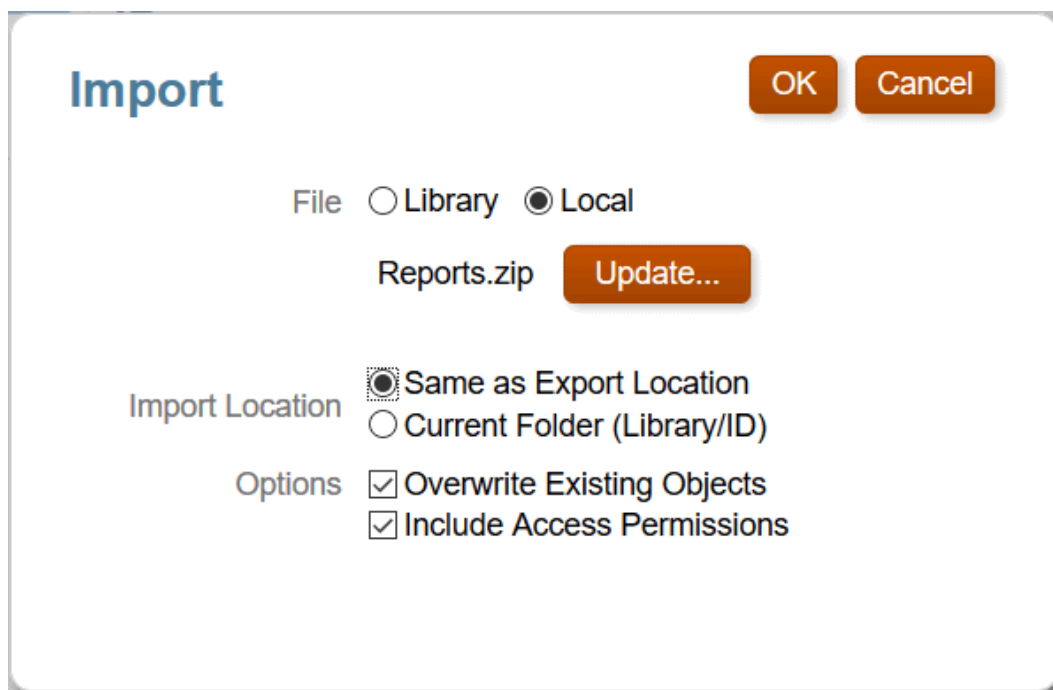 Import
OK
Cancel
File
Library
Local
Reports.zip
Update...
Import Location
Same as Export Location
Current Folder (Library/ID)
Options
Overwrite Existing Objects
Include Access Permissions